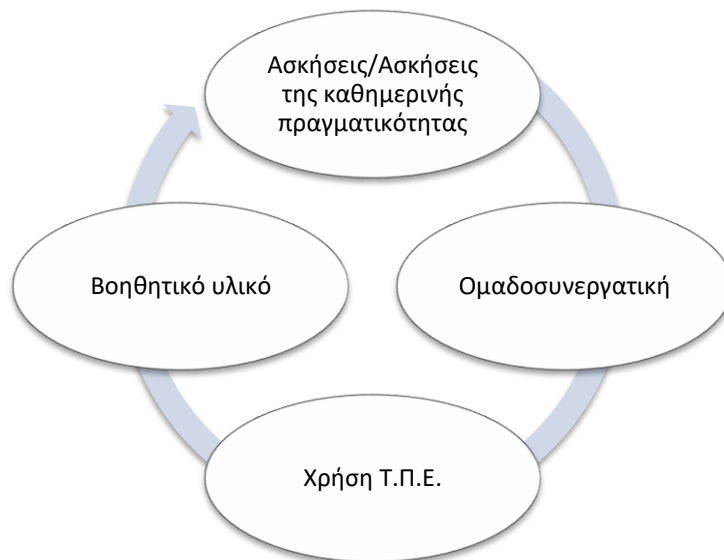 Ασκήσεις/Ασκήσεις
της καθημερινής
πραγματικότητας
Βοηθητικό υλικό
Ομαδοσυνεργατική
Χρήση Τ.Π.Ε.